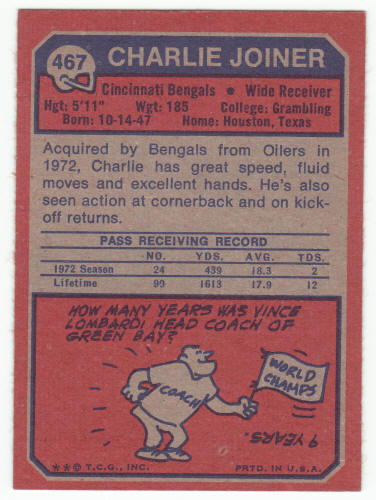 467 CHARLIE JOINER
Cincinnati Bengals ● Wide Receiver
Hgt: 5'11" Wgt: 185 College: Grambling
Born: 10-14-47 Home: Houston, Texas
Acquired by Bengals from Oilers in
1972, Charlie has great speed, fluid
moves and excellent hands. He's also
seen action at cornerback and on kick-
off returns.
PASS RECEIVING RECORD
NO. YDS. AVG. TDS.
1972 Season 24 439 18.3 2
Lifetime 90 1613 17.9 12
HOW MANY YEARS WAS VINCE
LOMBARDI HEAD COACH OF
GREEN BAY?
WORLD
CHAMPS
COACH
9 YEARS.
**© T.C.G., INC. PRTD. IN U.S.A.